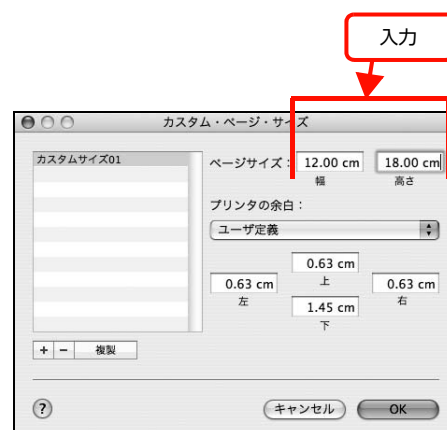 入力
カスタム・ページ・サイズ
カスタムサイズ01
ページサイズ： 12.00 cm 18.00 cm
幅 高さ
プリンタの余白：
ユーザ定義
0.63 cm
上
0.63 cm 0.63 cm
左 右
1.45 cm
下
+ − 複製
? キャンセル OK